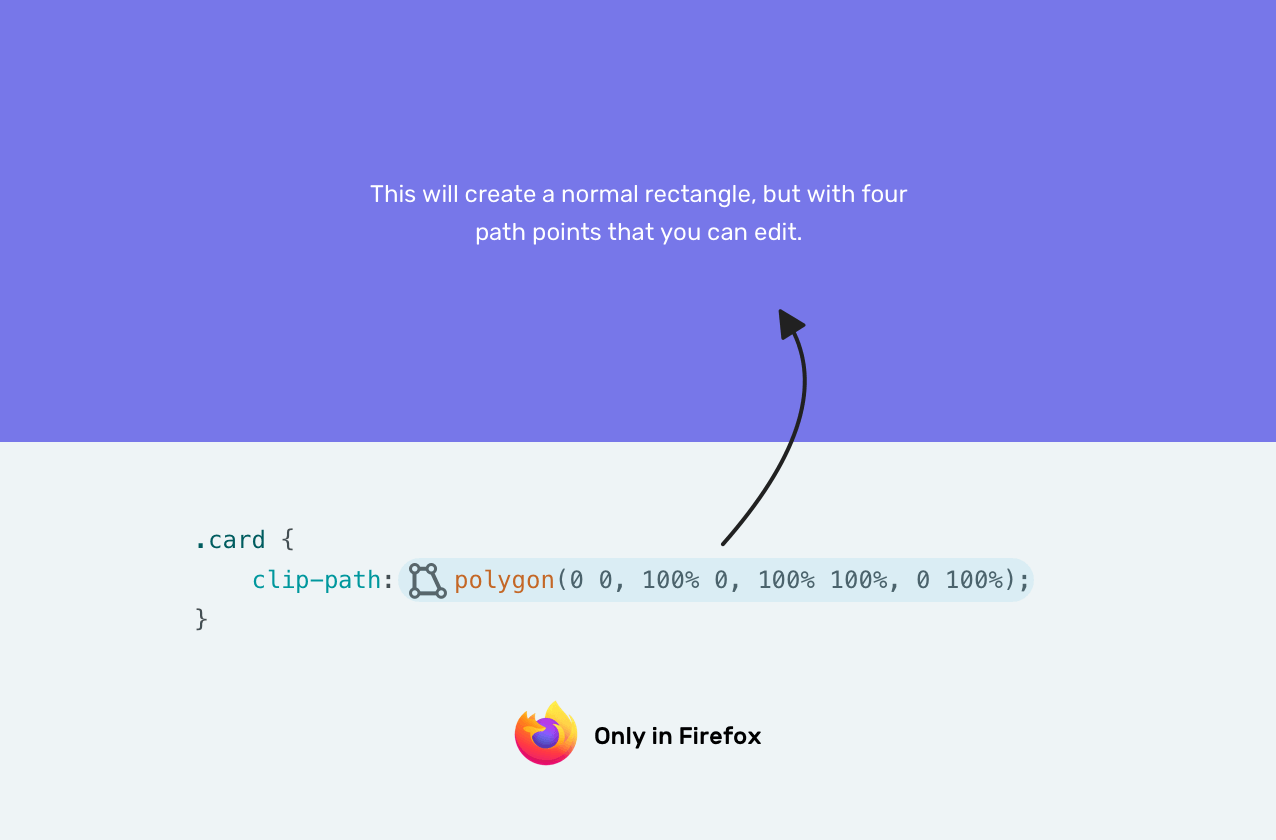 This will create a normal rectangle, but with four
path points that you can edit.
.card {
clip-path: polygon(0 0, 100% 0, 100% 100%, 0 100%);
}
Only in Firefox